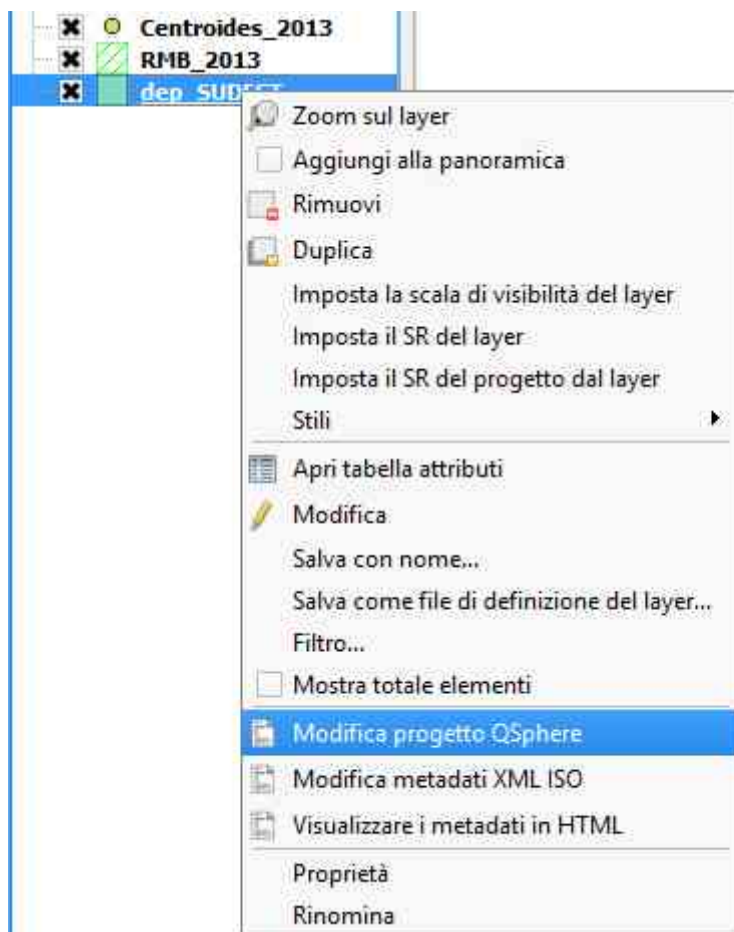 Centroides_2013
RMB_2013
Zoom sul layer
Aggiungi alla panoramica
Rimuovi
Duplica
Imposta la scala di visibilità del layer
Imposta il SR del layer
Imposta il SR del progetto dal layer
Stili
Apri tabella attributi
Modifica
Salva con nome...
Salva come file di definizione del layer...
Filtro...
Mostra totale elementi
Modifica progetto QSphere
Modifica metadati XML ISO
Visualizzare i metadati in HTML
Proprietà
Rinomina